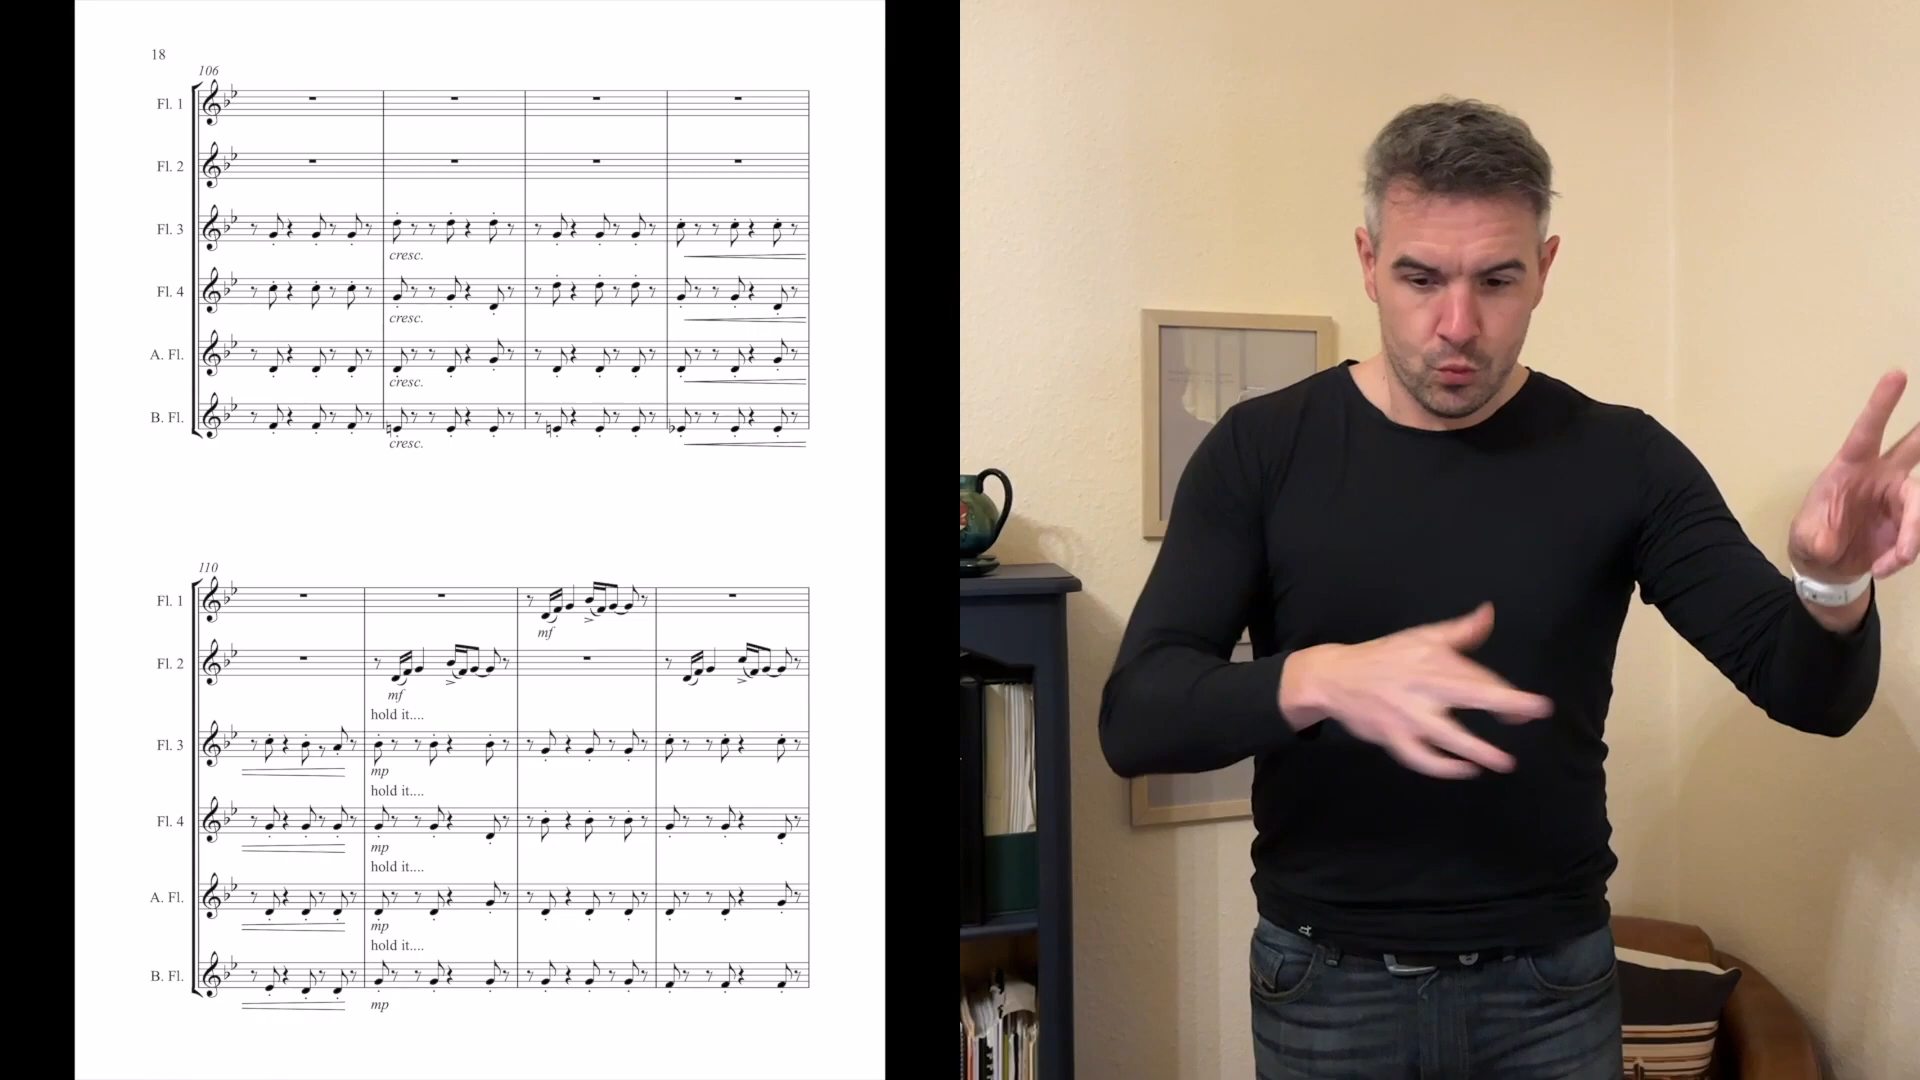 18
106
Fl. 1
Fl. 2
Fl. 3
cresc.
Fl. 4
cresc.
A. Fl.
cresc.
B. Fl.
cresc.
110
Fl. 1
mf
Fl. 2
mf
hold it....
Fl. 3
mp
hold it....
Fl. 4
mp
hold it....
A. Fl.
mp
hold it....
B. Fl.
mp